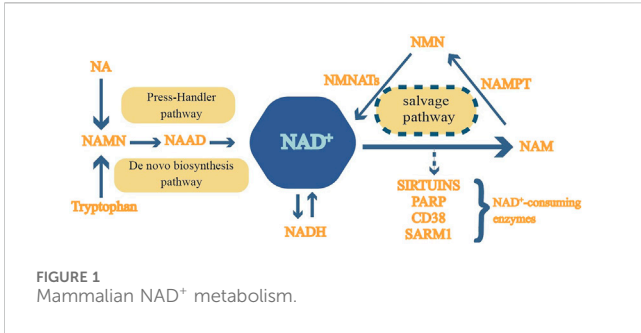 NMN
NA
NMNATs
NAMPT
Press-Handler
pathway
salvage
pathway
NAMN
NAAD
NAD⁺
NAM
De novo biosynthesis
pathway
Tryptophan
SIRTUINS
PARP
CD38
SARM1
NAD⁺-consuming
enzymes
NADH
FIGURE 1
Mammalian NAD⁺ metabolism.